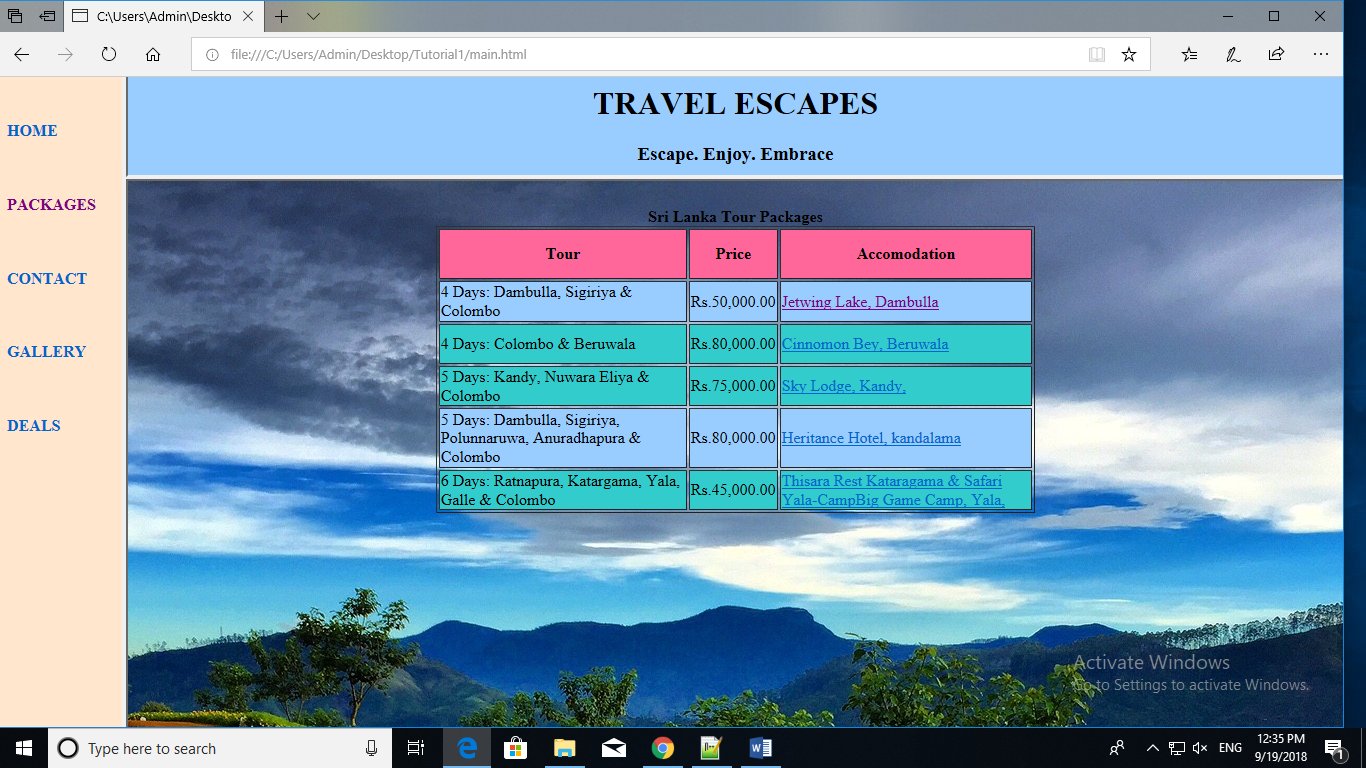 C:\Users\Admin\Deskto
file:///C:/Users/Admin/Desktop/Tutorial1/main.html
HOME
PACKAGES
CONTACT
GALLERY
DEALS
TRAVEL ESCAPES
Escape. Enjoy. Embrace
Sri Lanka Tour Packages
Tour Price Accomodation
4 Days: Dambulla, Sigiriya &
Colombo
Rs.50,000.00
Jetwing Lake, Dambulla
4 Days: Colombo & Beruwala
Rs.80,000.00
Cinnomon Bey, Beruwala
5 Days: Kandy, Nuwara Eliya &
Colombo
Rs.75,000.00
Sky Lodge, Kandy,
5 Days: Dambulla, Sigiriya,
Polunnaruwa, Anuradhapura &
Colombo
Rs.80,000.00
Heritance Hotel, kandalama
6 Days: Ratnapura, Katargama, Yala,
Galle & Colombo
Rs.45,000.00
Thisara Rest Kataragama & Safari
Yala-CampBig Game Camp, Yala,
Activate Windows
Go to Settings to activate Windows.
Type here to search
ENG
12:35 PM
9/19/2018
1